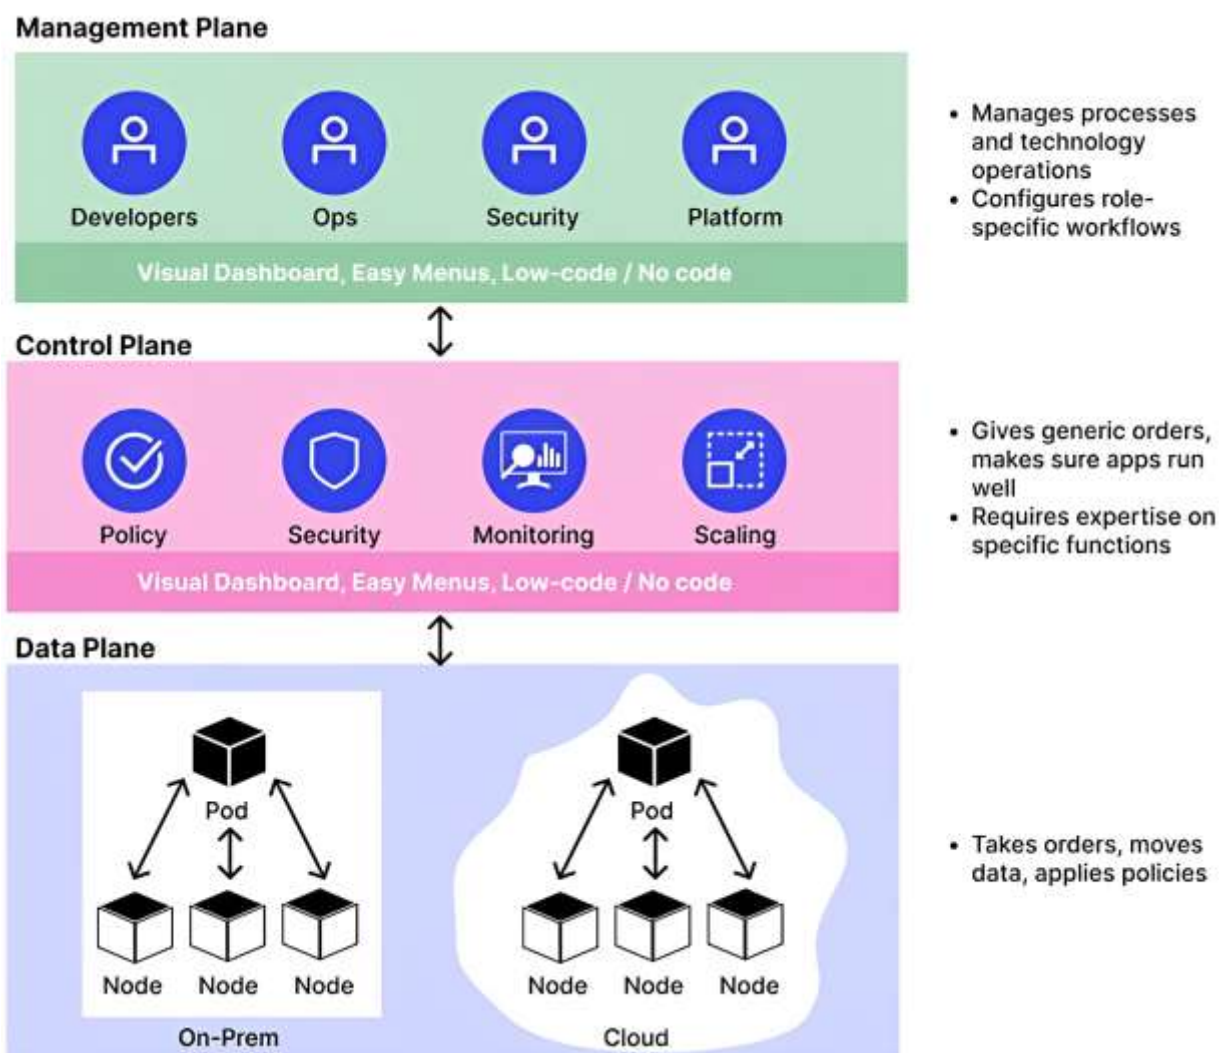 Management Plane
Developers
Ops
Security
Platform
Visual Dashboard, Easy Menus, Low-code / No code
• Manages processes
and technology
operations
• Configures role-
specific workflows
Control Plane
Policy
Security
Monitoring
Scaling
Visual Dashboard, Easy Menus, Low-code / No code
• Gives generic orders,
makes sure apps run
well
• Requires expertise on
specific functions
Data Plane
Pod
Node
Node
Node
On-Prem
Pod
Node
Node
Node
Cloud
• Takes orders, moves
data, applies policies